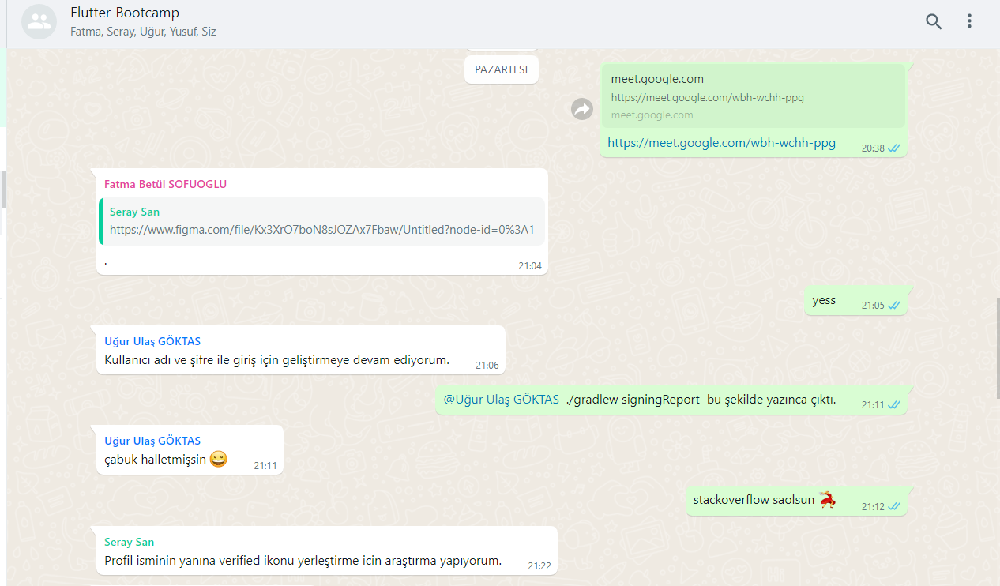 Flutter-Bootcamp
Fatma, Seray, Uğur, Yusuf, Siz
PAZARTESI
meet.google.com
https://meet.google.com/wbh-wchh-ppg
meet.google.com
https://meet.google.com/wbh-wchh-ppg 20:38
Fatma Betül SOFUOGLU
Seray San
https://www.figma.com/file/Kx3XrO7boN8sJOZAx7Fbaw/Untitled?node-id=0%3A1
. 21:04
yess 21:05
Uğur Ulaş GÖKTAS
Kullanıcı adı ve şifre ile giriş için geliştirmeye devam ediyorum. 21:06
@Uğur Ulaş GÖKTAS ./gradlew signingReport bu şekilde yazınca çıktı. 21:11
Uğur Ulaş GÖKTAS
çabuk halletmişsin 😀 21:11
stackoverflow saolsun 💃 21:12
Seray San
Profil isminin yanına verified ikonu yerleştirme icin araştırma yapıyorum. 21:22